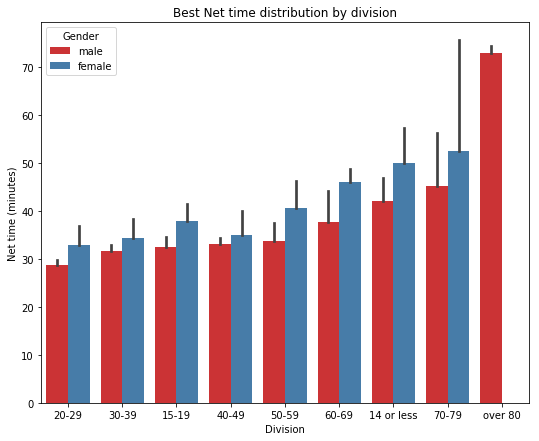 Best Net time distribution by division
Gender
male
female
Net time (minutes)
70
60
50
40
30
20
10
0
20-29 30-39 15-19 40-49 50-59 60-69 14 or less 70-79 over 80
Division